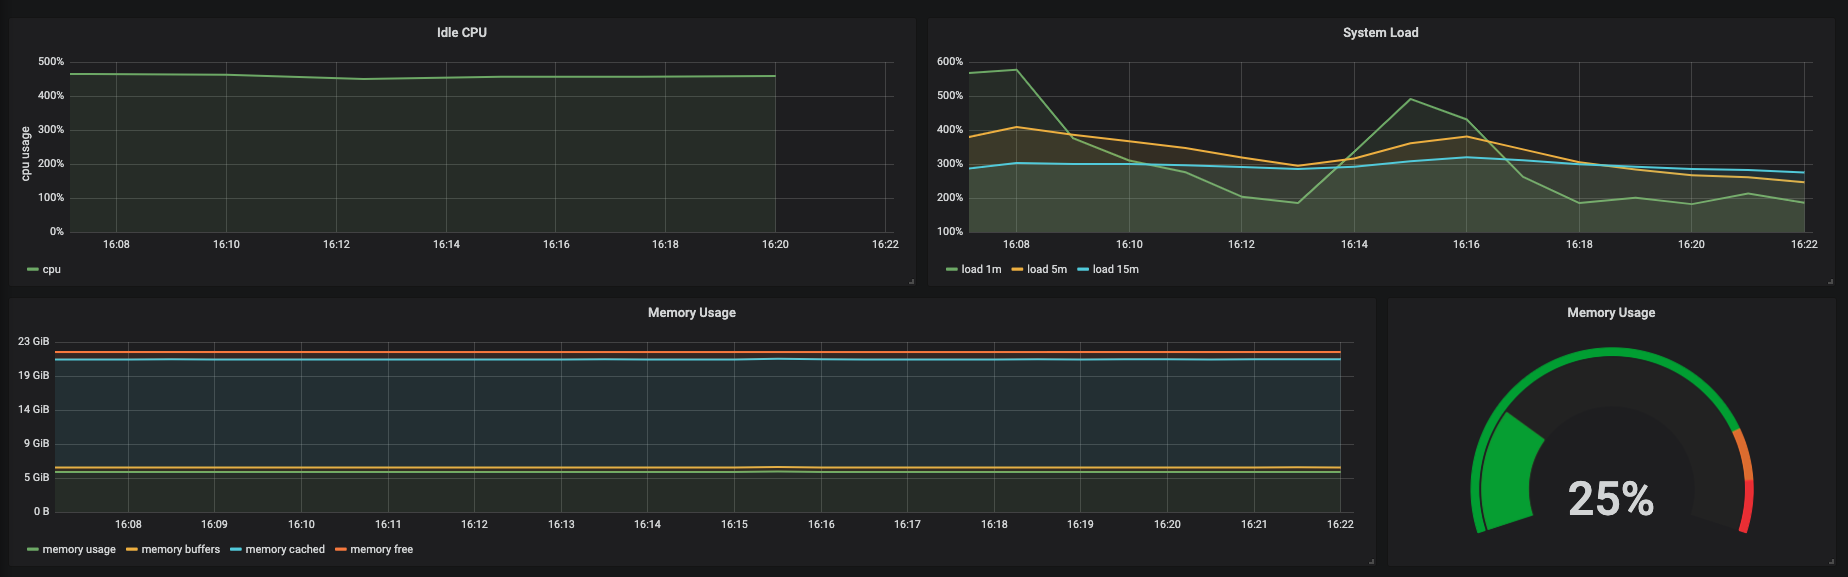 Idle CPU
cpu usage
500%
400%
300%
200%
100%
0%
16:08 16:10 16:12 16:14 16:16 16:18 16:20 16:22
cpu
System Load
600%
500%
400%
300%
200%
100%
16:08 16:10 16:12 16:14 16:16 16:18 16:20 16:22
load 1m load 5m load 15m
Memory Usage
23 GiB
19 GiB
14 GiB
9 GiB
5 GiB
0 B
16:08 16:09 16:10 16:11 16:12 16:13 16:14 16:15 16:16 16:17 16:18 16:19 16:20 16:21 16:22
memory usage memory buffers memory cached memory free
Memory Usage
25%